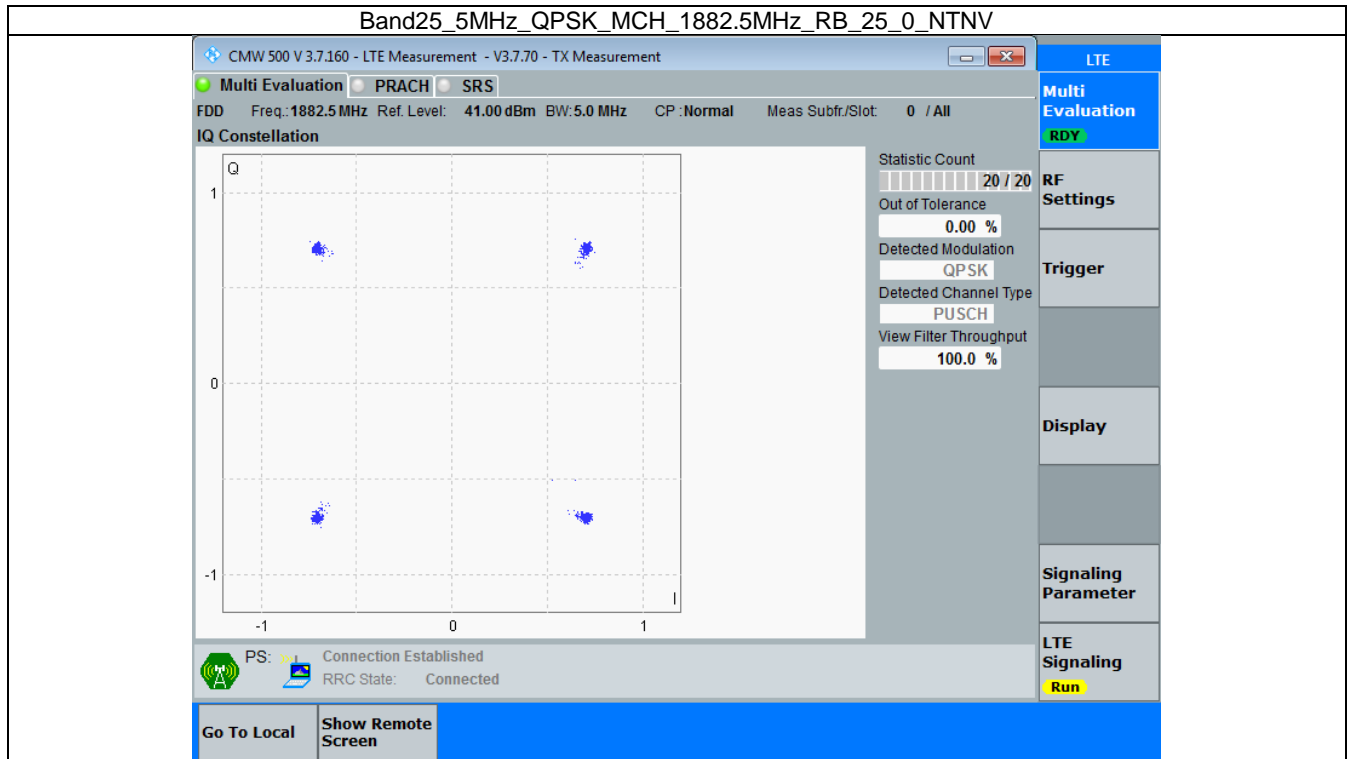 Band25_5MHz_QPSK_MCH_1882.5MHz_RB_25_0_NTNV
CMW 500 V 3.7.160 - LTE Measurement - V3.7.70 - TX Measurement
Multi Evaluation PRACH SRS
FDD Freq.: 1882.5 MHz Ref. Level: 41.00 dBm BW: 5.0 MHz CP : Normal Meas Subfr./Slot: 0 / All
IQ Constellation
Q
1
0
-1
I
-1 0 1
Statistic Count
20 / 20
Out of Tolerance
0.00 %
Detected Modulation
QPSK
Detected Channel Type
PUSCH
View Filter Throughput
100.0 %
PS: Connection Established
RRC State: Connected
LTE
Multi
Evaluation
RDY
RF
Settings
Trigger
Display
Signaling
Parameter
LTE
Signaling
Run
Go To Local
Show Remote
Screen